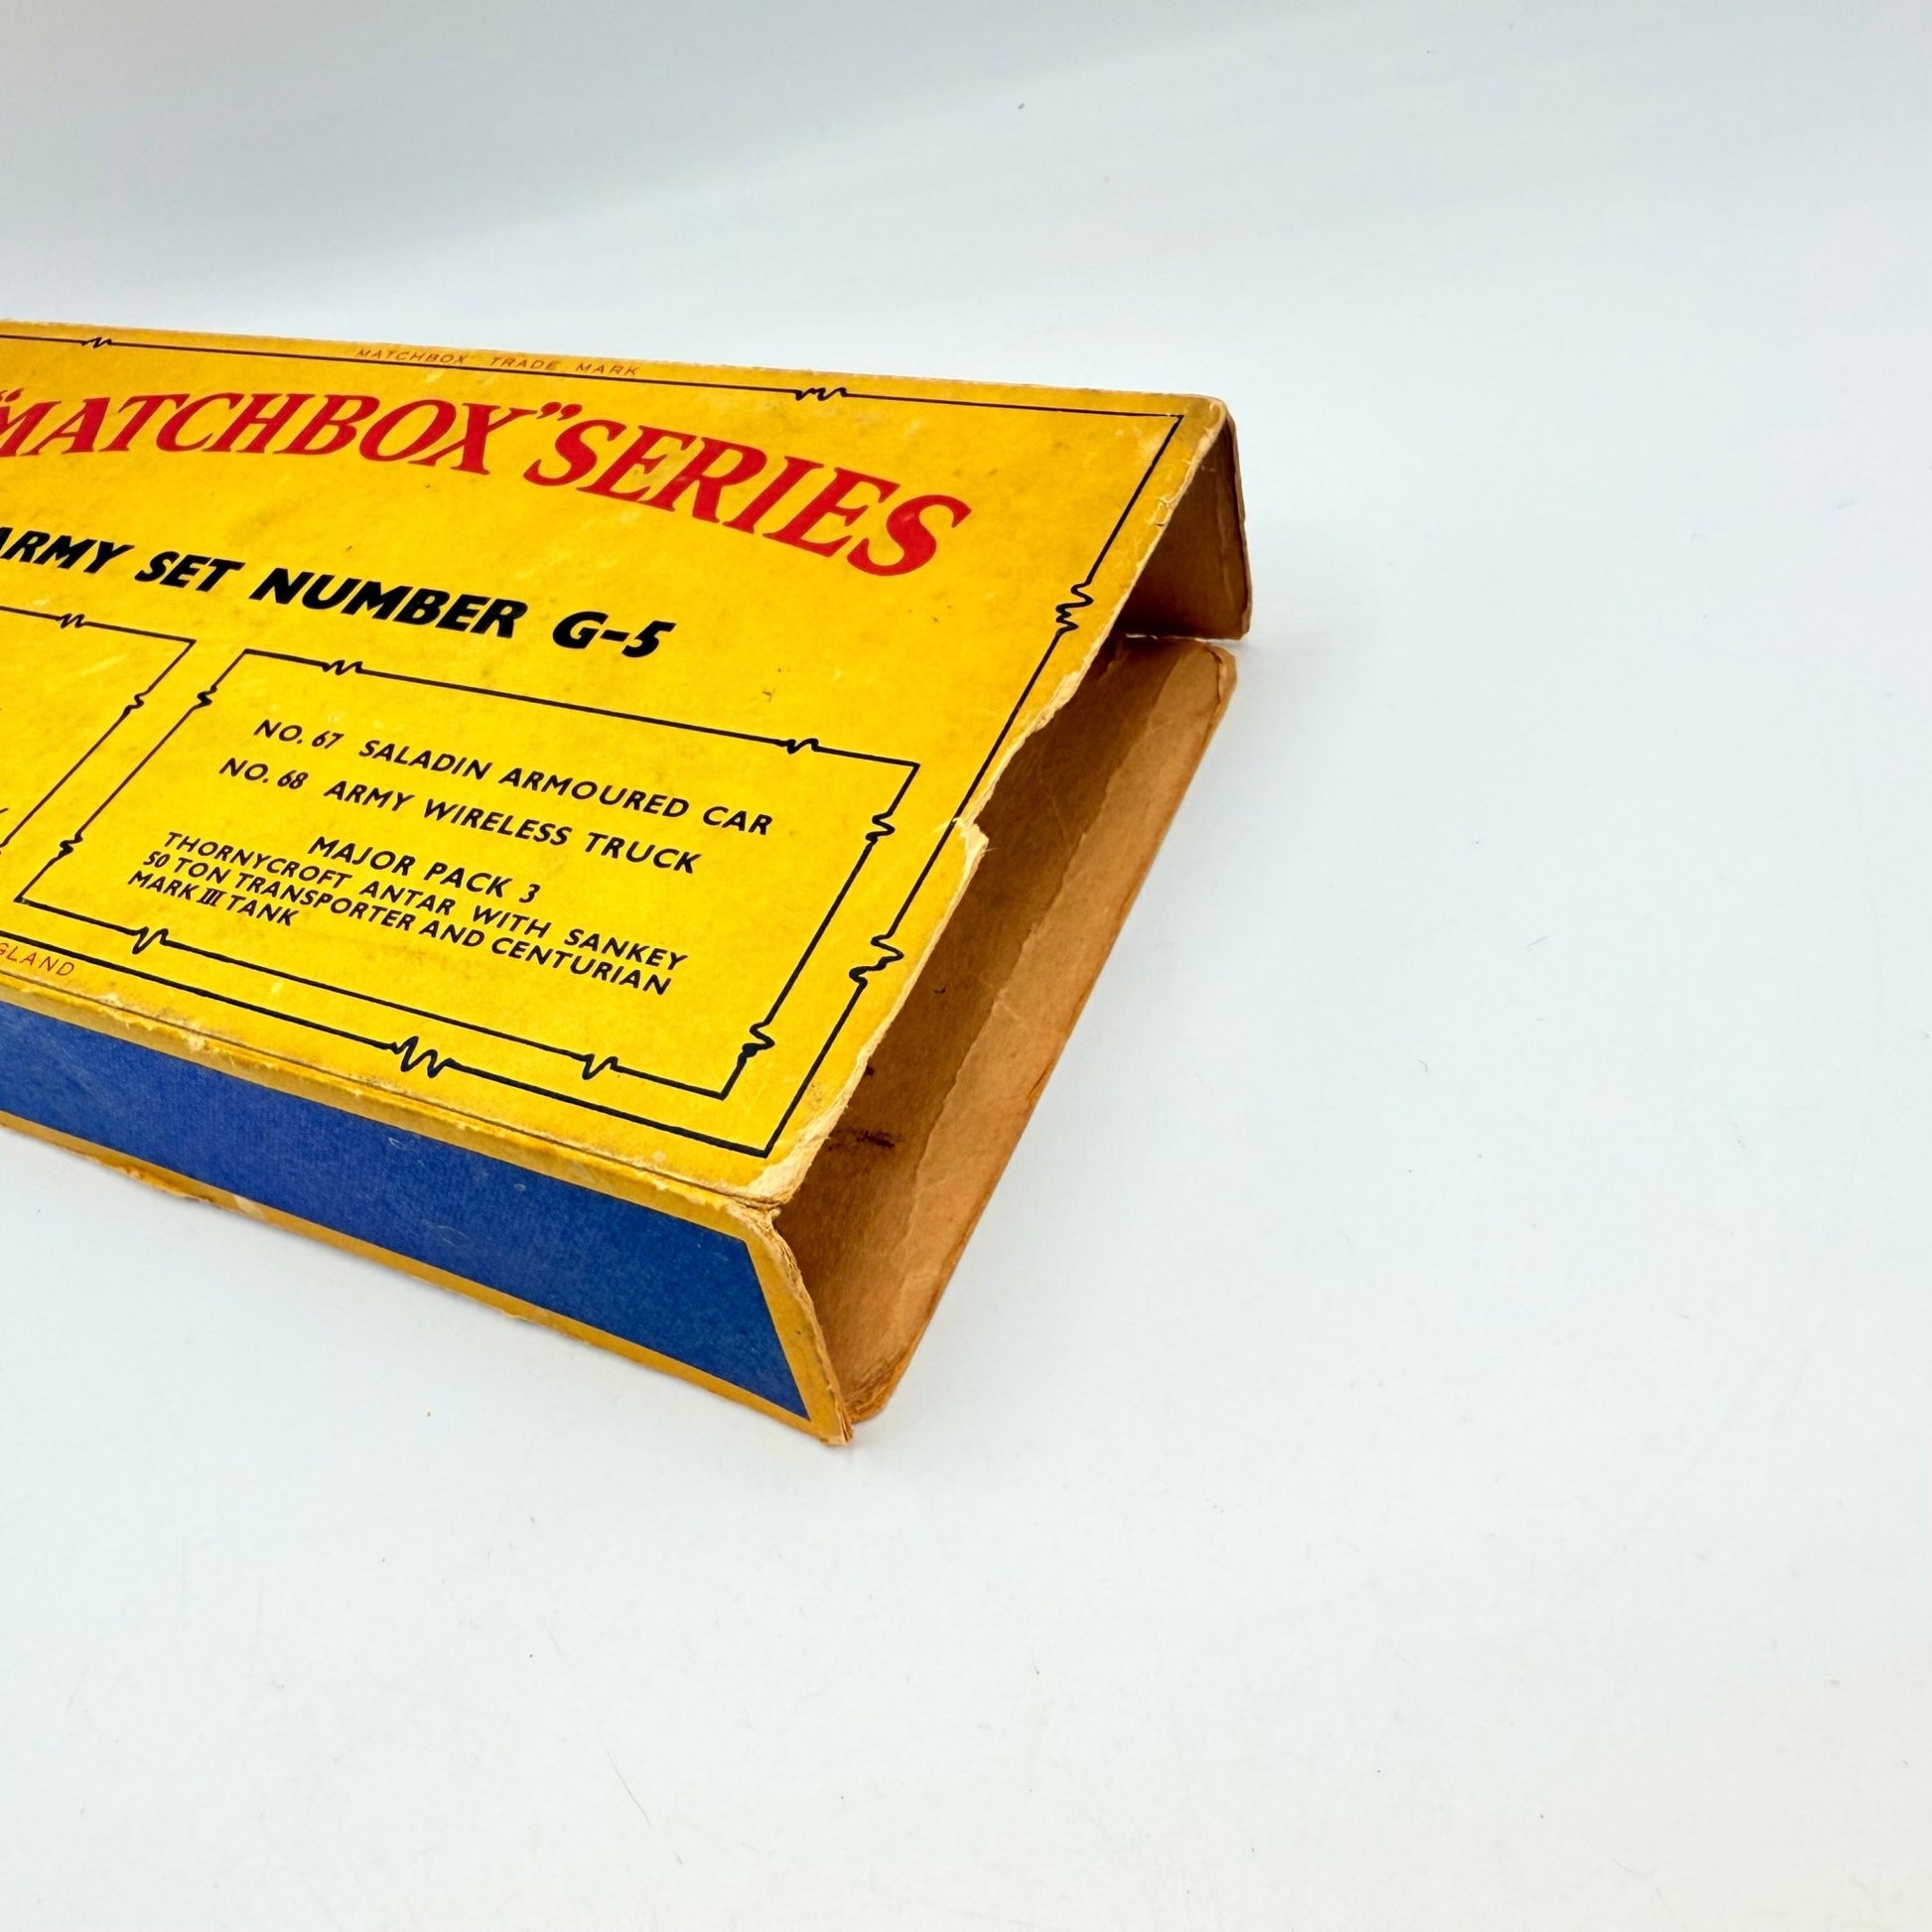 MATCHBOX TRADE MARK
"MATCHBOX" SERIES
ARMY SET NUMBER G-5
NO. 67 SALADIN ARMOURED CAR
NO. 68 ARMY WIRELESS TRUCK
MAJOR PACK 3
THORNYCROFT ANTAR WITH SANKEY
50 TON TRANSPORTER AND CENTURIAN
MARK III TANK
GLAND